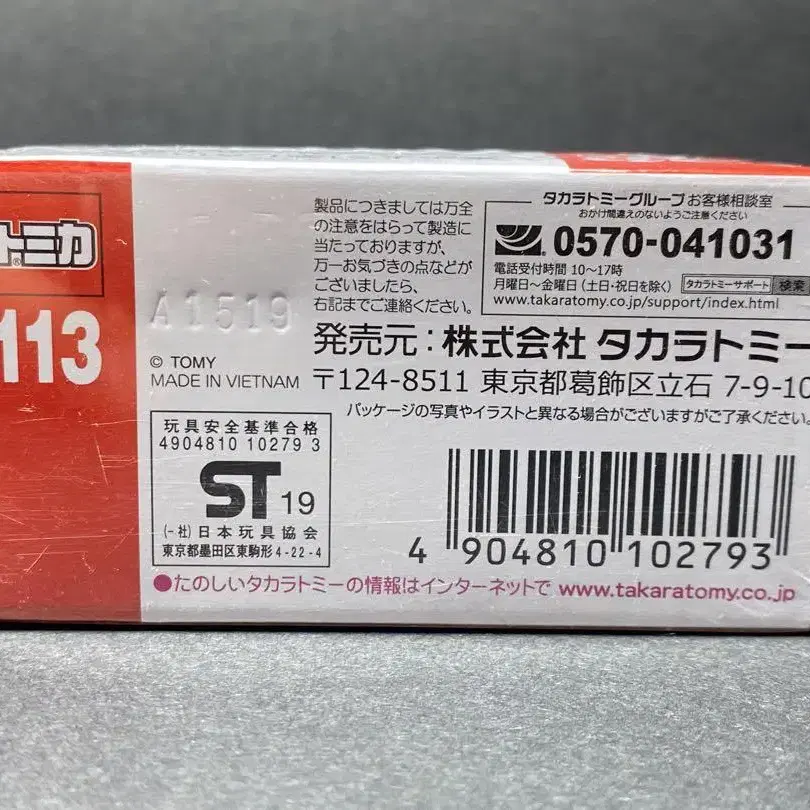 トミカ
113
A1519
© TOMY
MADE IN VIETNAM
製品につきましては万全
の注意をはらって製造に
当たっておりますが、
万一お気づきの点などが
ございましたら、
右記までご連絡ください。
タカラトミーグループ お客様相談室
おかけ間違えのないようご注意ください
0570-041031
電話受付時間 10〜17時
月曜日〜金曜日 (土・日・祝日を除く)
タカラトミーサポート 検索
www.takaratomy.co.jp/support/index.html
発売元:株式会社 タカラトミー
〒124-8511 東京都葛飾区立石 7-9-10
パッケージの写真やイラストと異なる場合がございますがご了承ください。
玩具安全基準合格
4904810 10279 3
ST 19
(一社)日本玩具協会
東京都墨田区東駒形4-22-4
4 904810 102793
●たのしいタカラトミーの情報はインターネットで www.takaratomy.co.jp